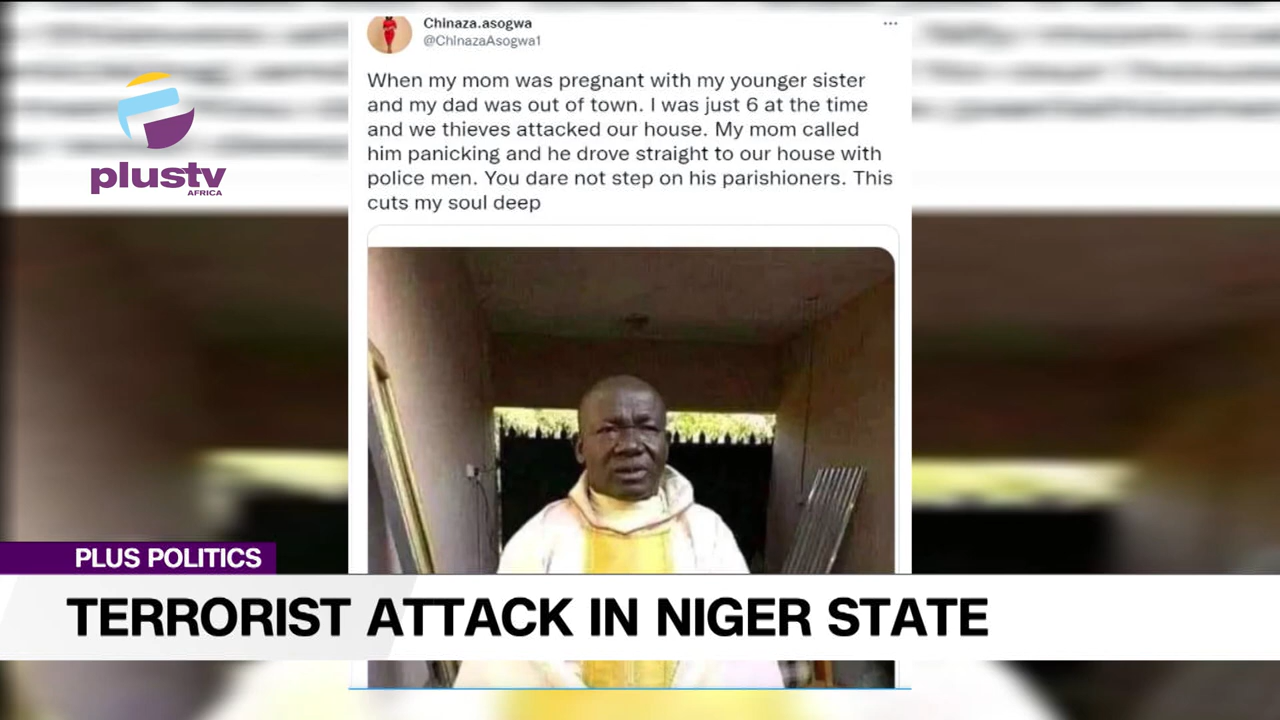 Chinaza.asogwa
@ChinazaAsogwa1
When my mom was pregnant with my younger sister
and my dad was out of town. I was just 6 at the time
and we thieves attacked our house. My mom called
him panicking and he drove straight to our house with
police men. You dare not step on his parishioners. This
cuts my soul deep
plustv
AFRICA
PLUS POLITICS
TERRORIST ATTACK IN NIGER STATE